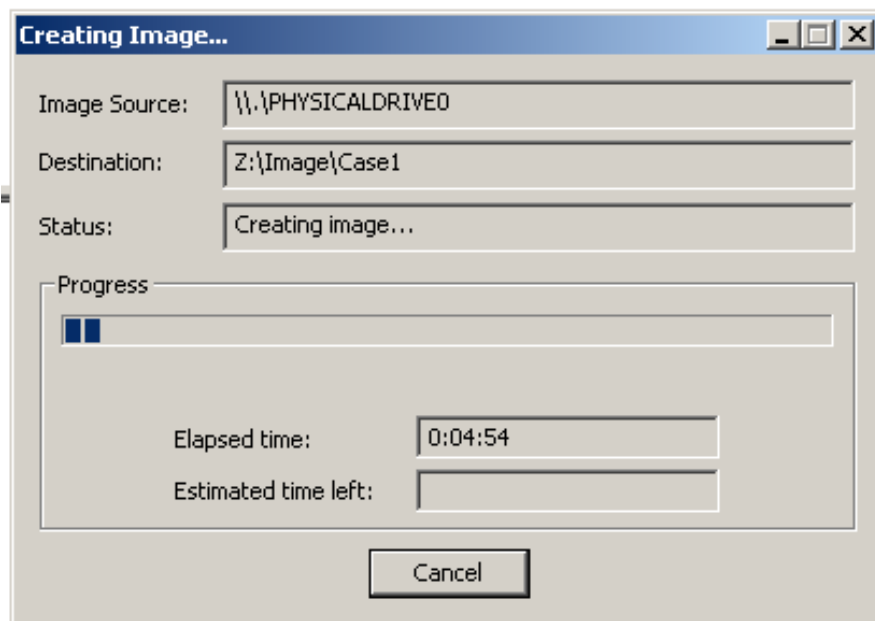 Creating Image...
Image Source: \\.\PHYSICALDRIVE0
Destination: Z:\Image\Case1
Status: Creating image...
Progress
Elapsed time: 0:04:54
Estimated time left:
Cancel